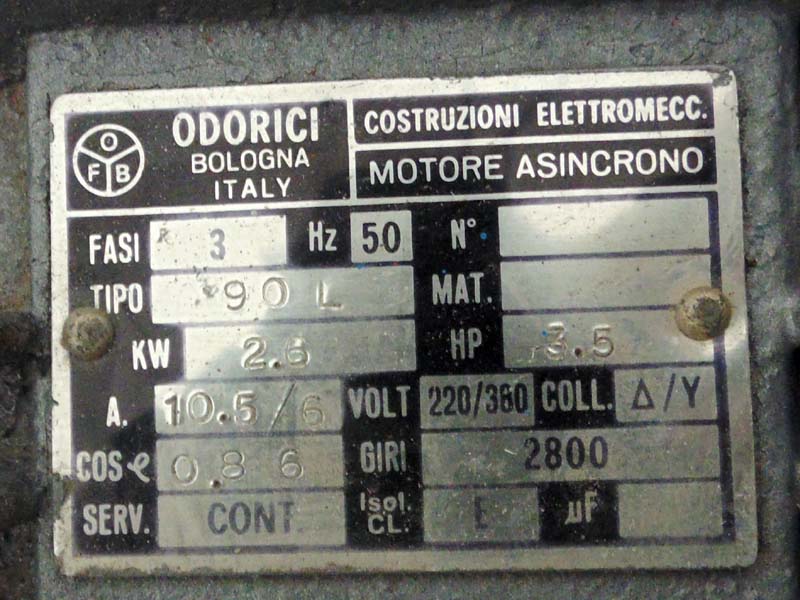 O F B
ODORICI
BOLOGNA
ITALY
COSTRUZIONI ELETTROMECC.
MOTORE ASINCRONO
FASI 3 Hz 50 N°
TIPO 90 L MAT.
KW 2.6 HP 3.5
A. 10.5/6 VOLT 220/380 COLL. Δ/Y
COS φ 0.86 GIRI 2800
SERV. CONT. Isol. CL. E µF